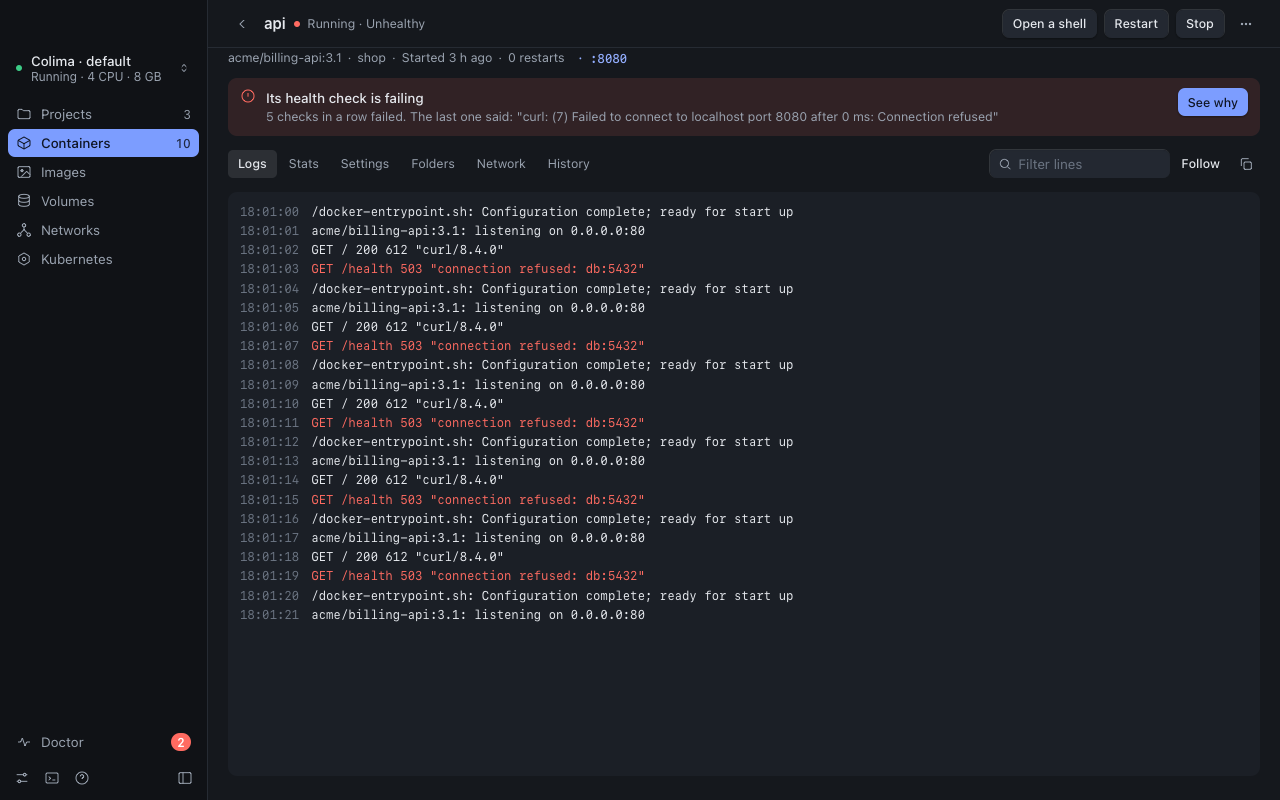 Colima · default
Running · 4 CPU · 8 GB
Projects 3
Containers 10
Images
Volumes
Networks
Kubernetes
Doctor 2
api Running · Unhealthy
Open a shell Restart Stop
acme/billing-api:3.1 · shop · Started 3 h ago · 0 restarts · :8080
Its health check is failing
5 checks in a row failed. The last one said: "curl: (7) Failed to connect to localhost port 8080 after 0 ms: Connection refused"
See why
Logs Stats Settings Folders Network History
Filter lines Follow
18:01:00 /docker-entrypoint.sh: Configuration complete; ready for start up
18:01:01 acme/billing-api:3.1: listening on 0.0.0.0:80
18:01:02 GET / 200 612 "curl/8.4.0"
18:01:03 GET /health 503 "connection refused: db:5432"
18:01:04 /docker-entrypoint.sh: Configuration complete; ready for start up
18:01:05 acme/billing-api:3.1: listening on 0.0.0.0:80
18:01:06 GET / 200 612 "curl/8.4.0"
18:01:07 GET /health 503 "connection refused: db:5432"
18:01:08 /docker-entrypoint.sh: Configuration complete; ready for start up
18:01:09 acme/billing-api:3.1: listening on 0.0.0.0:80
18:01:10 GET / 200 612 "curl/8.4.0"
18:01:11 GET /health 503 "connection refused: db:5432"
18:01:12 /docker-entrypoint.sh: Configuration complete; ready for start up
18:01:13 acme/billing-api:3.1: listening on 0.0.0.0:80
18:01:14 GET / 200 612 "curl/8.4.0"
18:01:15 GET /health 503 "connection refused: db:5432"
18:01:16 /docker-entrypoint.sh: Configuration complete; ready for start up
18:01:17 acme/billing-api:3.1: listening on 0.0.0.0:80
18:01:18 GET / 200 612 "curl/8.4.0"
18:01:19 GET /health 503 "connection refused: db:5432"
18:01:20 /docker-entrypoint.sh: Configuration complete; ready for start up
18:01:21 acme/billing-api:3.1: listening on 0.0.0.0:80